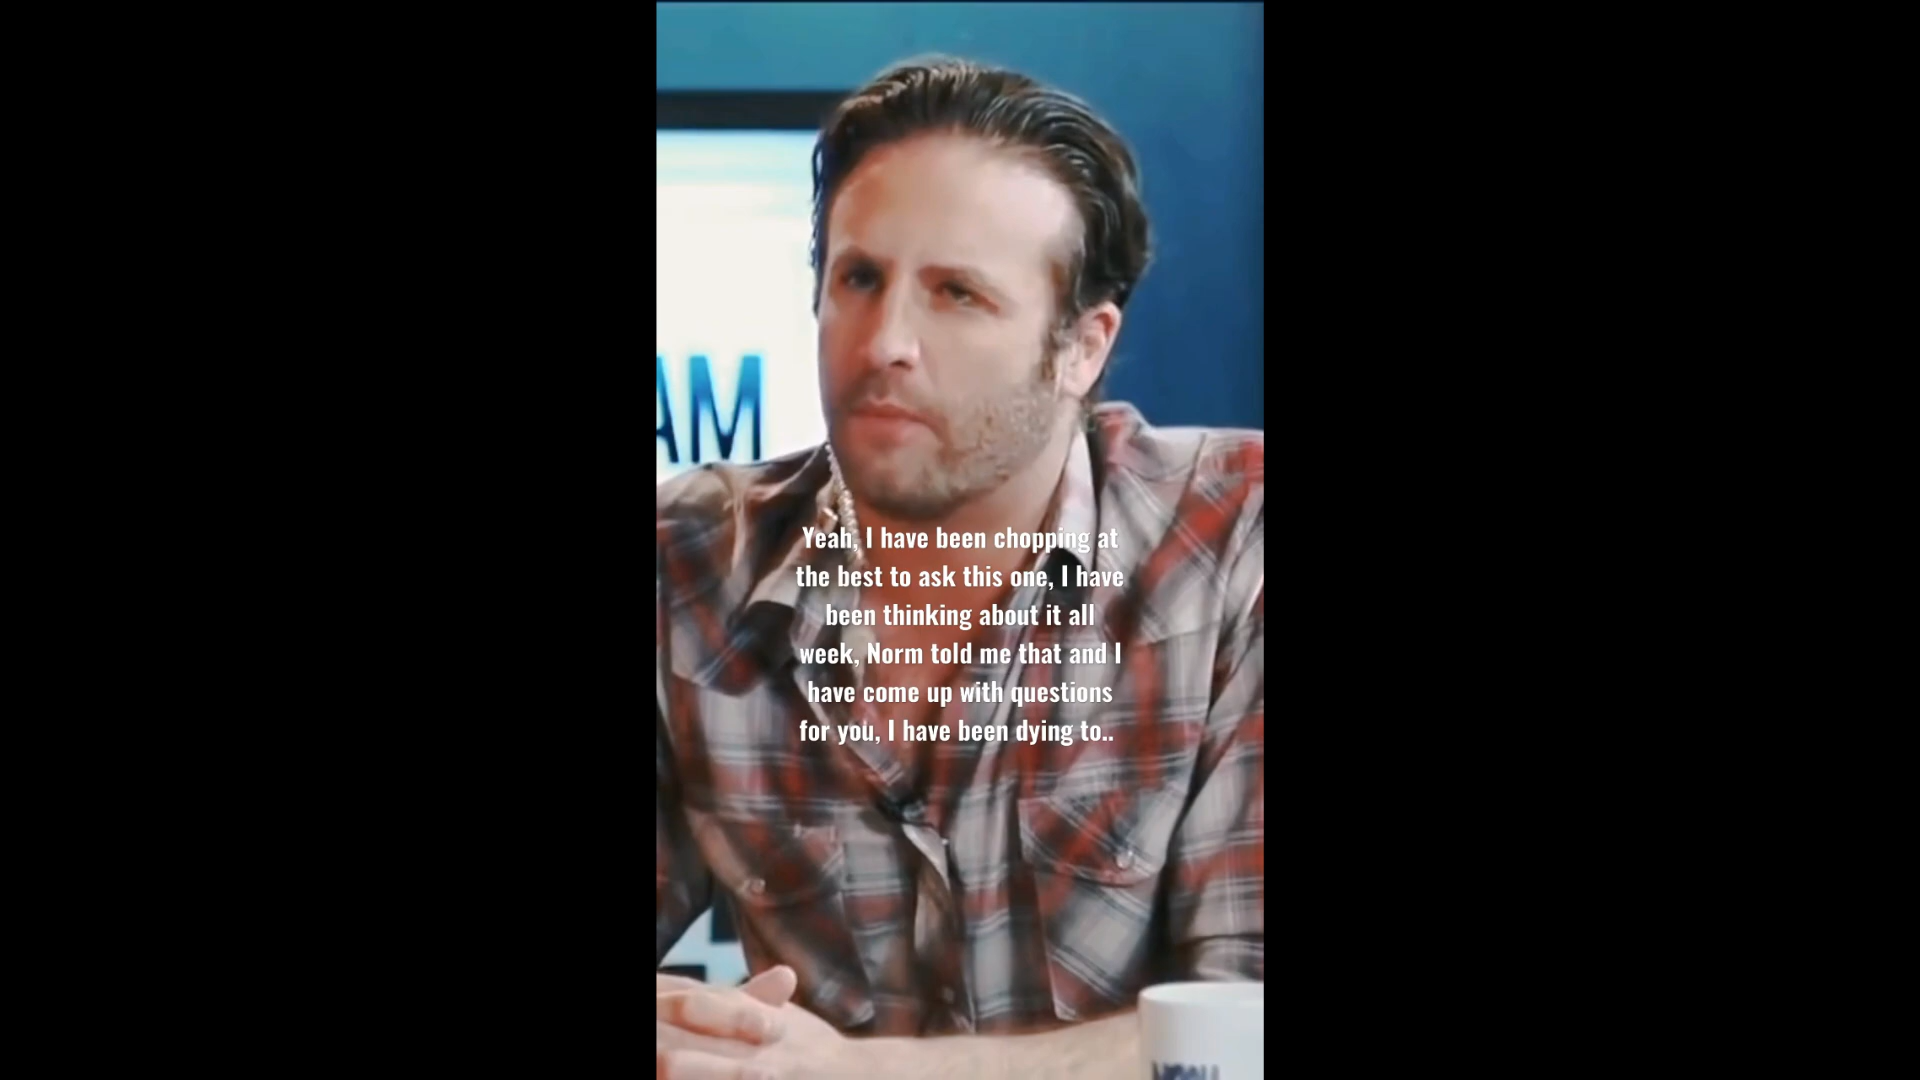 AM
Yeah, I have been chopping at
the best to ask this one, I have
been thinking about it all
week, Norm told me that and I
have come up with questions
for you, I have been dying to..